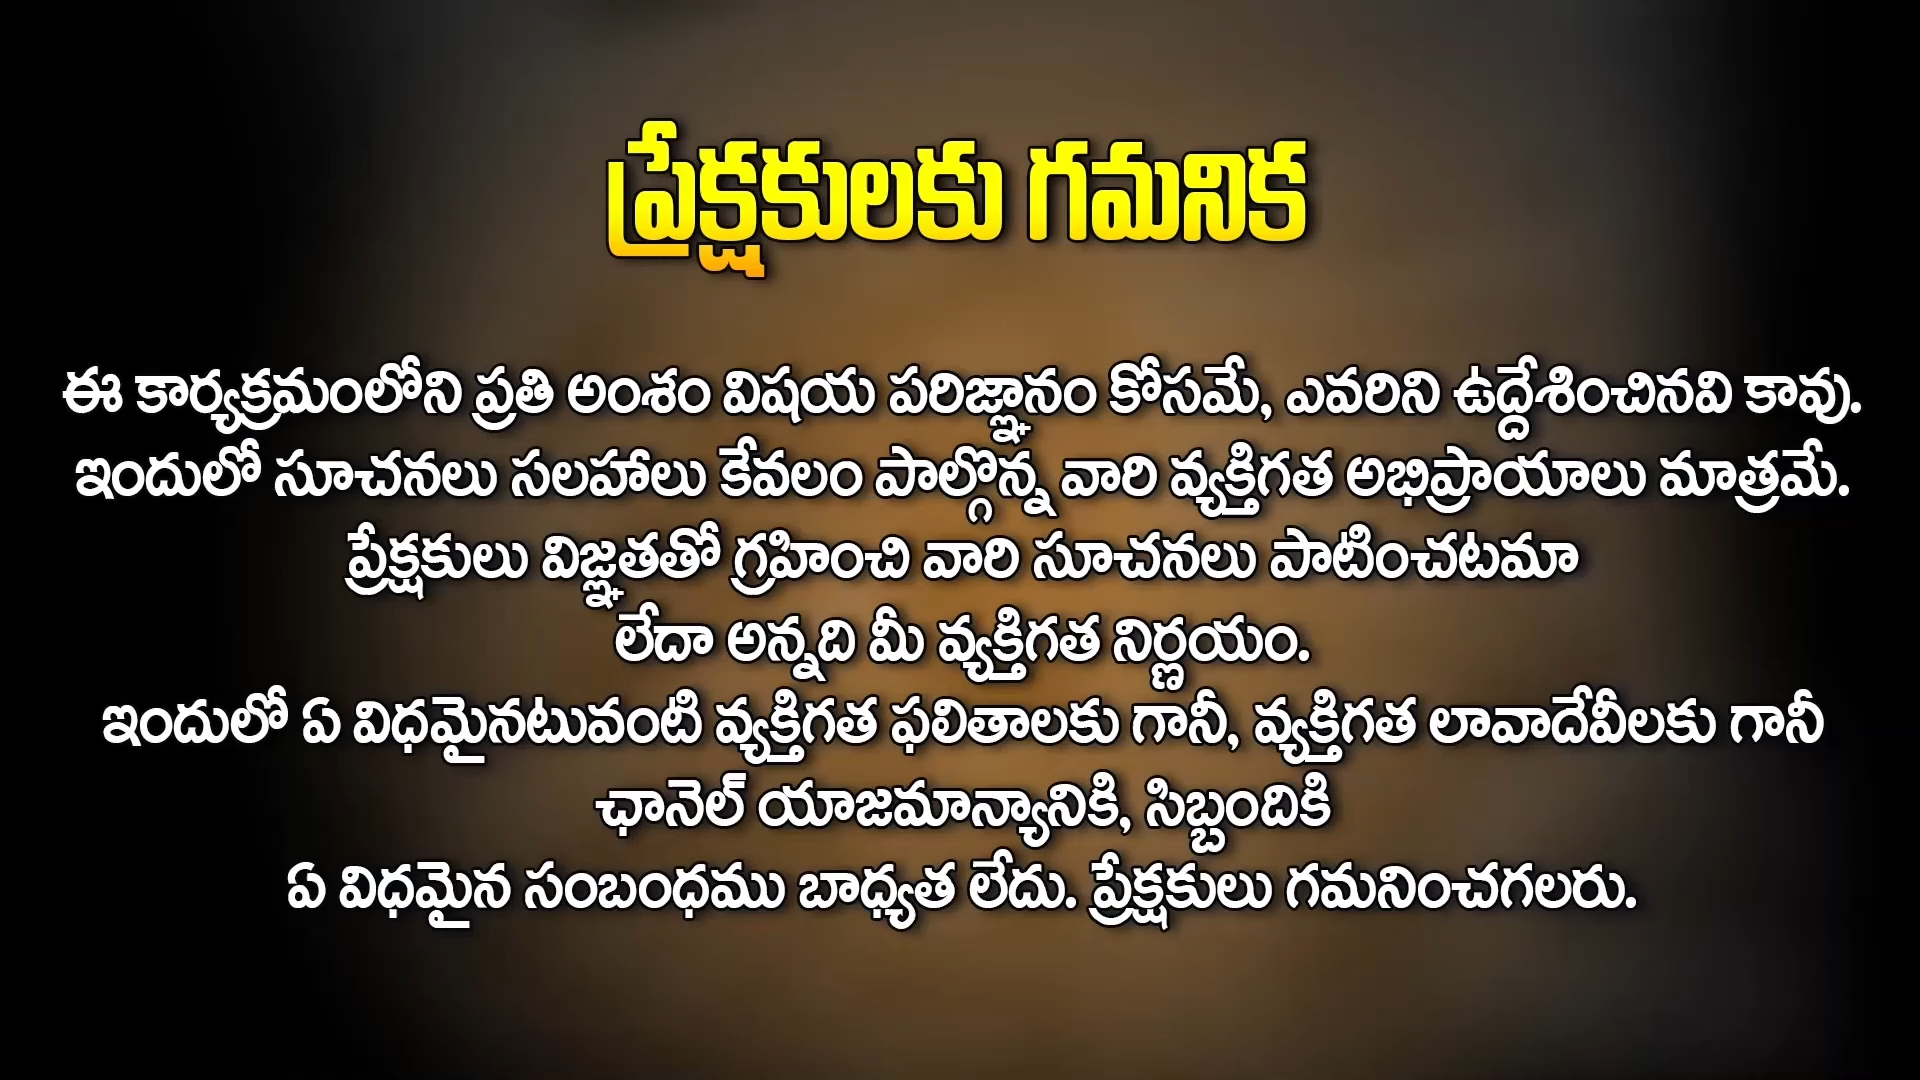 ప్రేక్షకులకు గమనిక
ఈ కార్యక్రమంలోని ప్రతి అంశం విషయ పరిజ్ఞానం కోసమే, ఎవరిని ఉద్దేశించినవి కావు.
ఇందులో సూచనలు సలహాలు కేవలం పాల్గొన్న వారి వ్యక్తిగత అభిప్రాయాలు మాత్రమే.
ప్రేక్షకులు విజ్ఞతతో గ్రహించి వారి సూచనలు పాటించటమా
లేదా అన్నది మీ వ్యక్తిగత నిర్ణయం.
ఇందులో ఏ విధమైనటువంటి వ్యక్తిగత ఫలితాలకు గానీ, వ్యక్తిగత లావాదేవీలకు గానీ
ఛానెల్ యాజమాన్యానికి, సిబ్బందికి
ఏ విధమైన సంబంధము బాధ్యత లేదు. ప్రేక్షకులు గమనించగలరు.